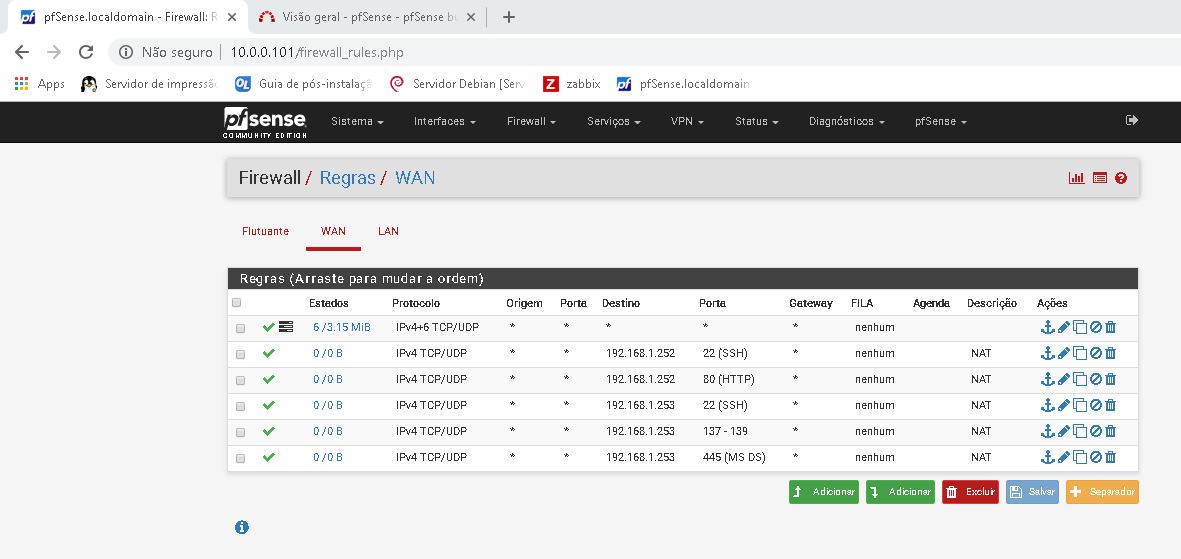 pfSense.localdomain - Firewall: R
Visão geral - pfSense - pfSense bu
Não seguro 10.0.0.101/firewall_rules.php
Apps Servidor de impressão Guia de pós-instalaçã Servidor Debian [Serv zabbix pfSense.localdomain
pfsense Sistema Interfaces Firewall Serviços VPN Status Diagnósticos pfSense
COMMUNITY EDITION
Firewall / Regras / WAN
Flutuante WAN LAN
Regras (Arraste para mudar a ordem)
Estados Protocolo Origem Porta Destino Porta Gateway FILA Agenda Descrição Ações
6 /3.15 MiB IPv4+6 TCP/UDP * * * * * nenhum
0 /0 B IPv4 TCP/UDP * * 192.168.1.252 22 (SSH) * nenhum NAT
0 /0 B IPv4 TCP/UDP * * 192.168.1.252 80 (HTTP) * nenhum NAT
0 /0 B IPv4 TCP/UDP * * 192.168.1.253 22 (SSH) * nenhum NAT
0 /0 B IPv4 TCP/UDP * * 192.168.1.253 137 - 139 * nenhum NAT
0 /0 B IPv4 TCP/UDP * * 192.168.1.253 445 (MS DS) * nenhum NAT
Adicionar Adicionar Excluir Salvar Separador